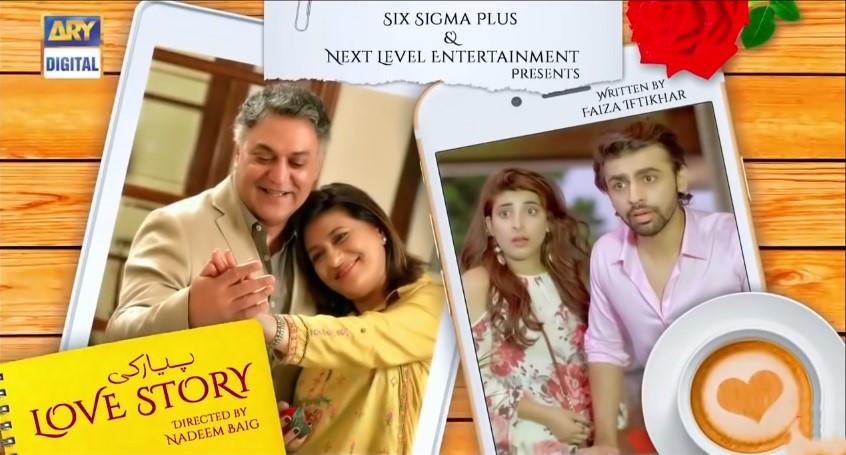 ARY
DIGITAL
SIX SIGMA PLUS
&
NEXT LEVEL ENTERTAINMENT
PRESENTS
WRITTEN BY
FAIZA IFTIKHAR
پیار کی
LOVE STORY
DIRECTED BY
NADEEM BAIG